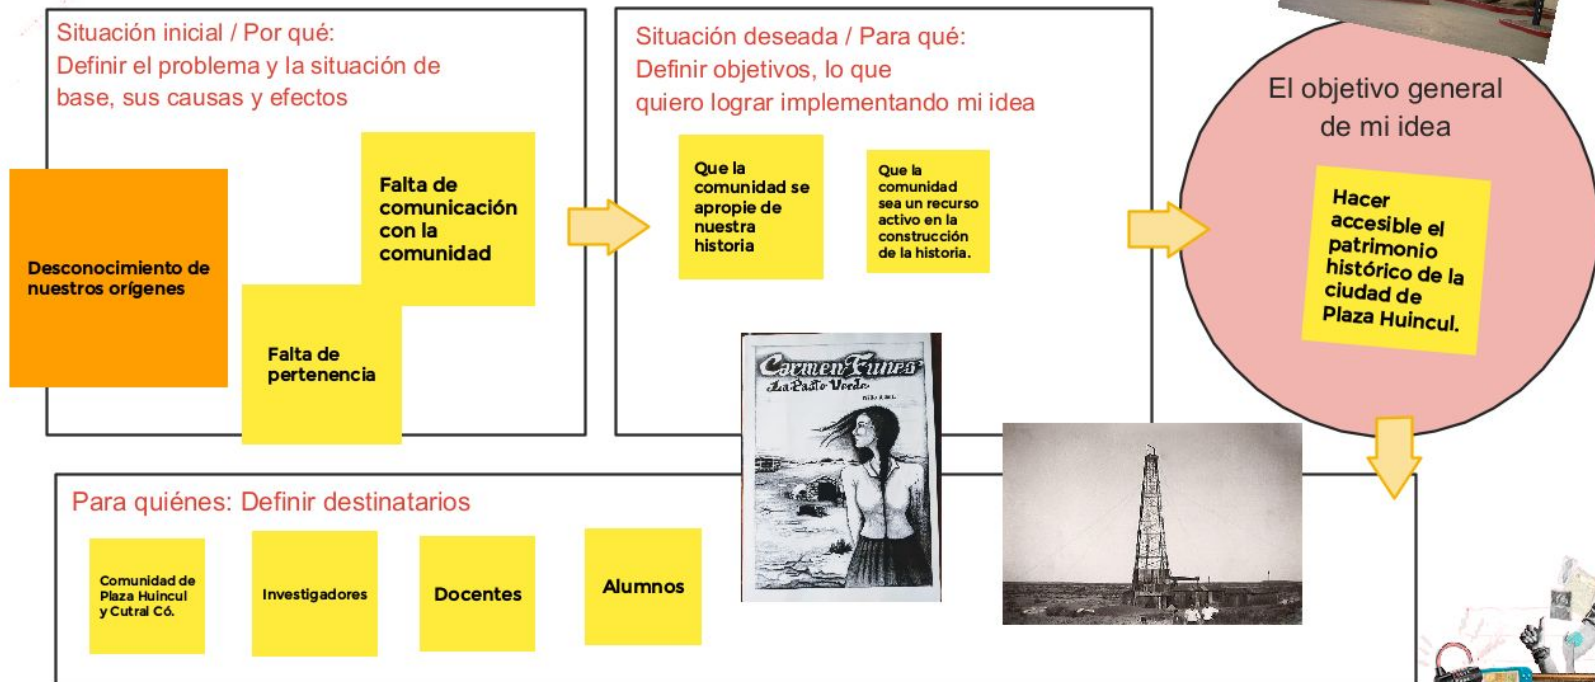 Situación inicial / Por qué:
Definir el problema y la situación de
base, sus causas y efectos
Desconocimiento de
nuestros orígenes
Falta de
comunicación
con la
comunidad
Falta de
pertenencia
Situación deseada / Para qué:
Definir objetivos, lo que
quiero lograr implementando mi idea
Que la
comunidad se
apropie de
nuestra
historia
Que la
comunidad
sea un recurso
activo en la
construcción
de la historia.
El objetivo general
de mi idea
Hacer
accesible el
patrimonio
histórico de la
ciudad de
Plaza Huincul.
Carmen Funes
La Pasto Verde
Para quiénes: Definir destinatarios
Comunidad de
Plaza Huincul
y Cutral Có.
Investigadores
Docentes
Alumnos